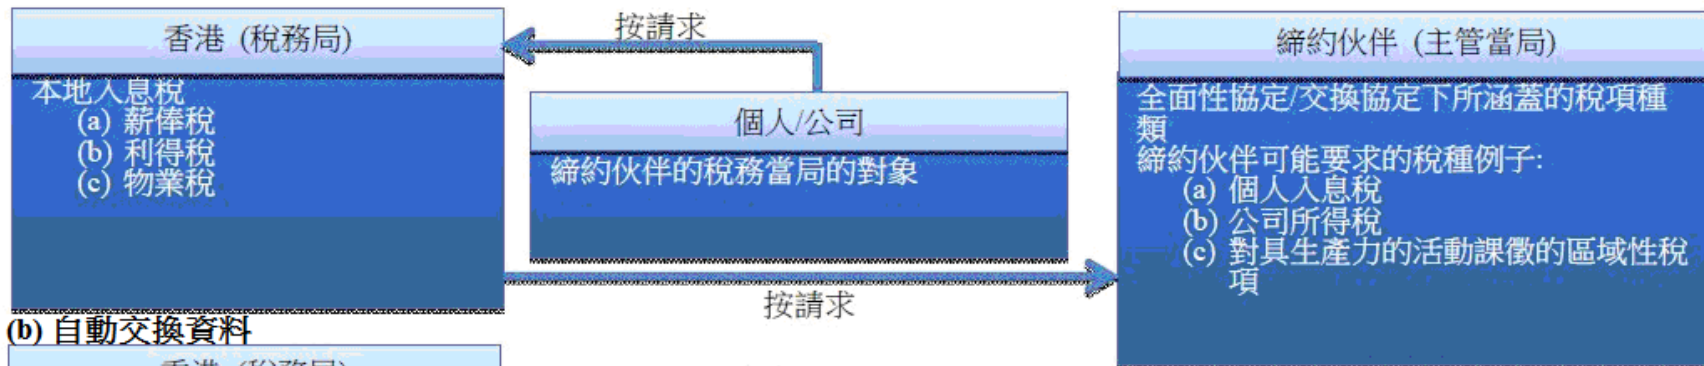 香港 (稅務局)
本地入息稅
(a) 薪俸稅
(b) 利得稅
(c) 物業稅
按請求
個人/公司
締約伙伴的稅務當局的對象
按請求
締約伙伴 (主管當局)
全面性協定/交換協定下所涵蓋的稅項種
類
締約伙伴可能要求的稅種例子:
(a) 個人入息稅
(b) 公司所得稅
(c) 對具生產力的活動課徵的區域性稅
項
(b) 自動交換資料
香港 (稅務局)